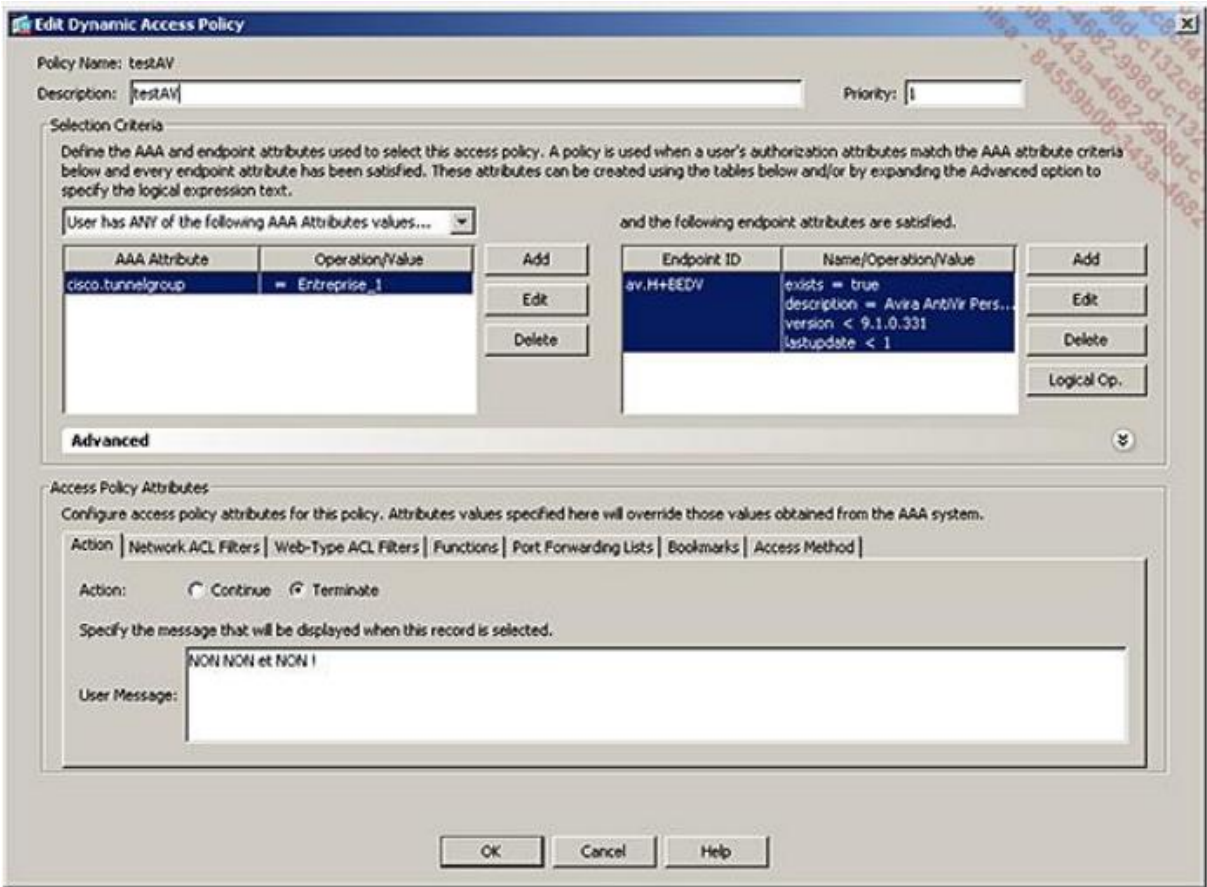 Edit Dynamic Access Policy
Policy Name: testAV
Description: testAV
Priority: 1
Selection Criteria
Define the AAA and endpoint attributes used to select this access policy. A policy is used when a user's authorization attributes match the AAA attribute criteria
below and every endpoint attribute has been satisfied. These attributes can be created using the tables below and/or by expanding the Advanced option to
specify the logical expression text.
User has ANY of the following AAA Attributes values...
and the following endpoint attributes are satisfied.
AAA Attribute Operation/Value
cisco.tunnelgroup = Entreprise_1
Add
Edit
Delete
Endpoint ID Name/Operation/Value
av.H+BEDV exists = true
description = Avira AntiVir Pers...
version < 9.1.0.331
lastupdate < 1
Add
Edit
Delete
Logical Op.
Advanced
Access Policy Attributes
Configure access policy attributes for this policy. Attributes values specified here will override those values obtained from the AAA system.
Action Network ACL Filters Web-Type ACL Filters Functions Port Forwarding Lists Bookmarks Access Method
Action: Continue Terminate
Specify the message that will be displayed when this record is selected.
User Message: NON NON et NON !
OK Cancel Help